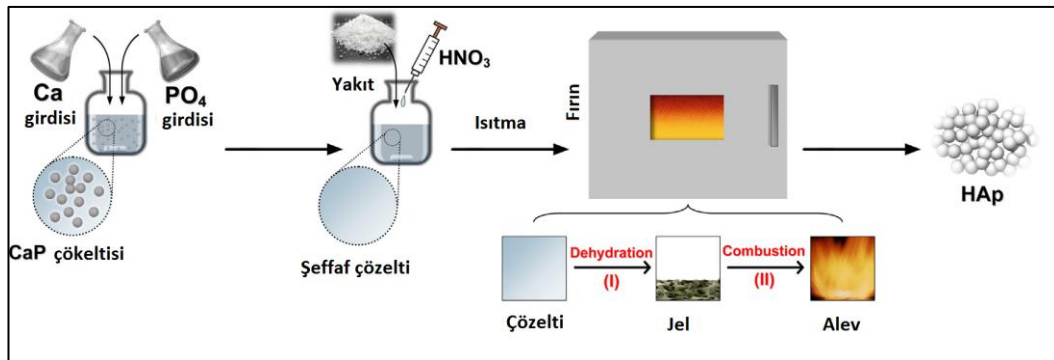 Ca
girdisi
PO4
girdisi
CaP çökeltisi
Yakıt
HNO3
Şeffaf çözelti
Isıtma
Fırın
Dehydration
(I)
Combustion
(II)
Çözelti
Jel
Alev
HAp